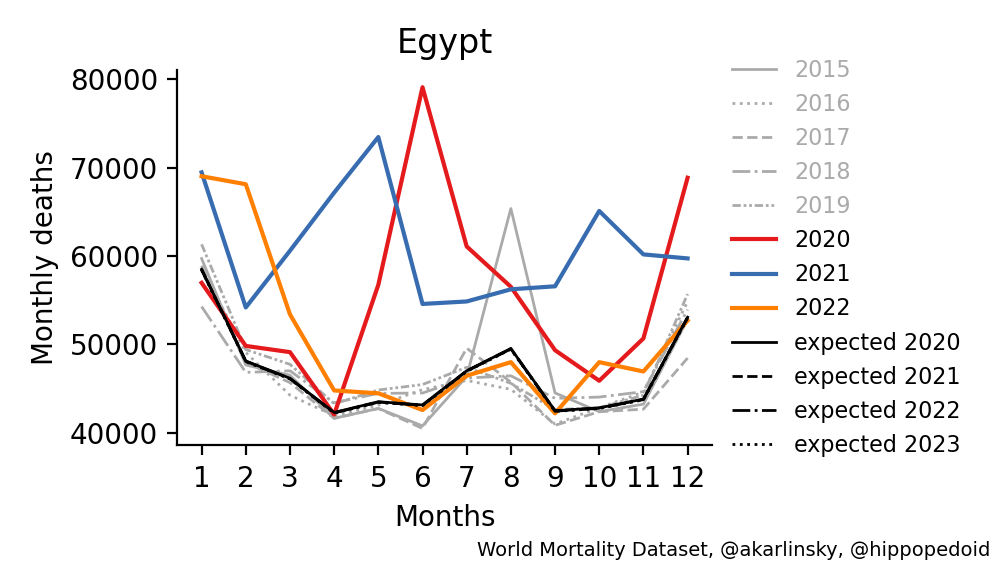 Egypt
Monthly deaths
80000
70000
60000
50000
40000
1 2 3 4 5 6 7 8 9 10 11 12
Months
2015
2016
2017
2018
2019
2020
2021
2022
expected 2020
expected 2021
expected 2022
expected 2023
World Mortality Dataset, @akarlinsky, @hippopedoid